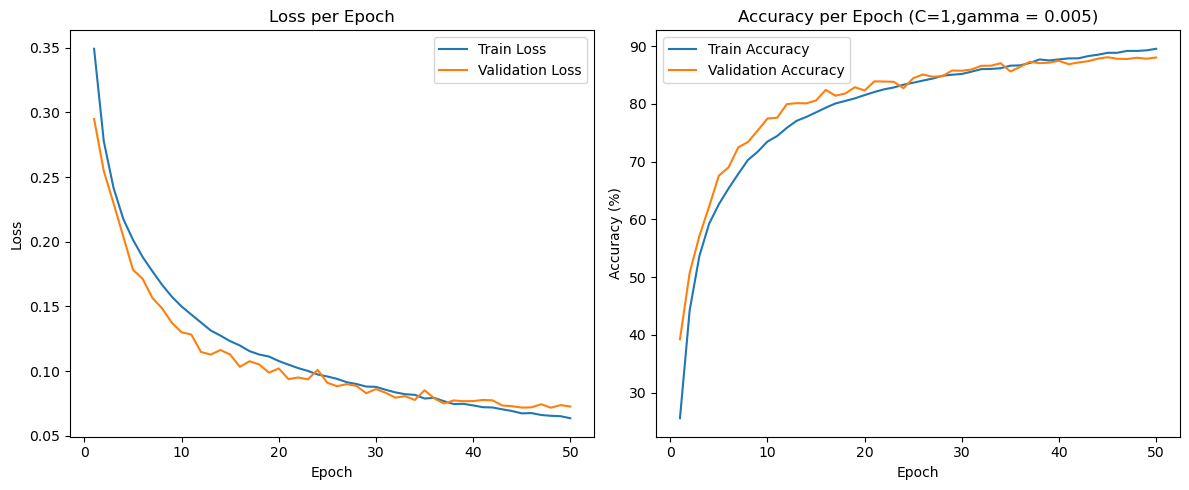 Loss per Epoch
Train Loss
Validation Loss
0.35
0.30
0.25
0.20
0.15
0.10
0.05
Loss
0
10
20
30
40
50
Epoch
Accuracy per Epoch (C=1,gamma = 0.005)
Train Accuracy
Validation Accuracy
90
80
70
60
50
40
30
Accuracy (%)
0
10
20
30
40
50
Epoch